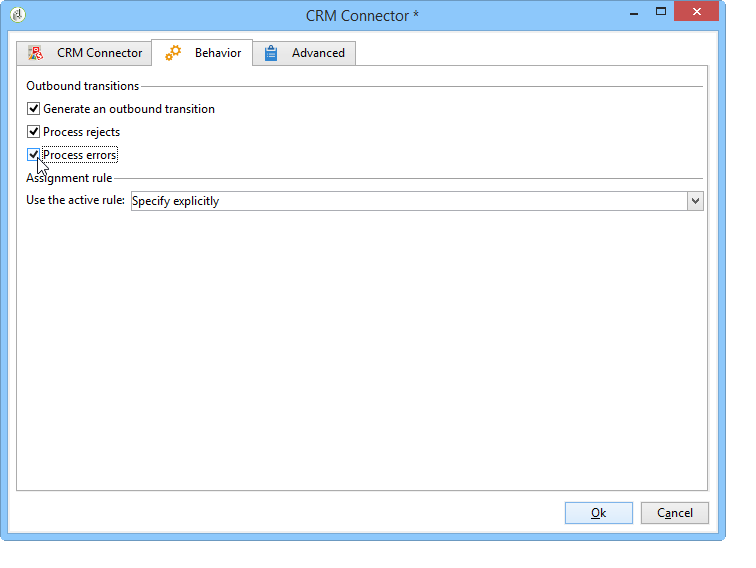 CRM Connector *
CRM Connector Behavior Advanced
Outbound transitions
Generate an outbound transition
Process rejects
Process errors
Assignment rule
Use the active rule: Specify explicitly
Ok Cancel